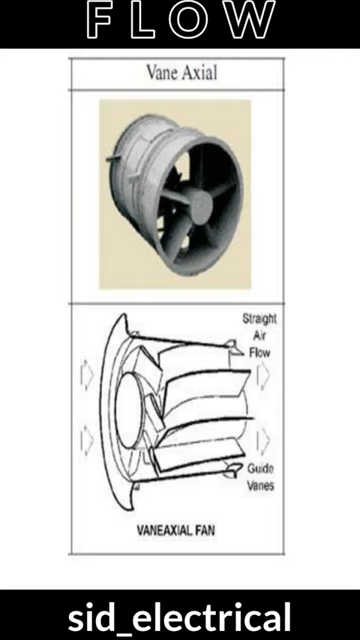 FLOW
Vane Axial
Straight
Air
Flow
Guide
Vanes
VANEAXIAL FAN
sid_electrical